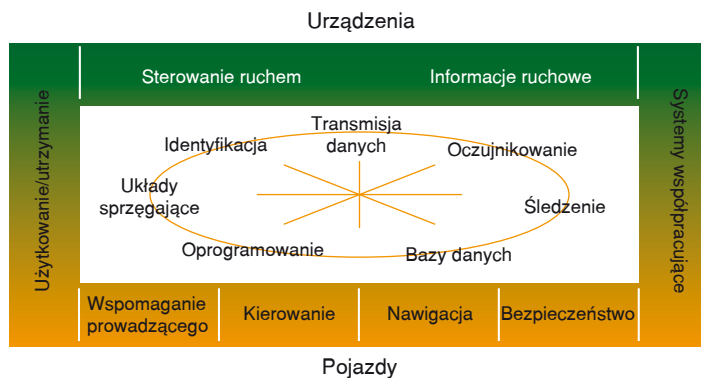 Urządzenia
Sterowanie ruchem
Informacje ruchowe
Użytkowanie/utrzymanie
Systemy współpracujące
Transmisja
danych
Identyfikacja
Oczujnikowanie
Układy
sprzęgające
Śledzenie
Oprogramowanie
Bazy danych
Wspomaganie
prowadzącego
Kierowanie
Nawigacja
Bezpieczeństwo
Pojazdy